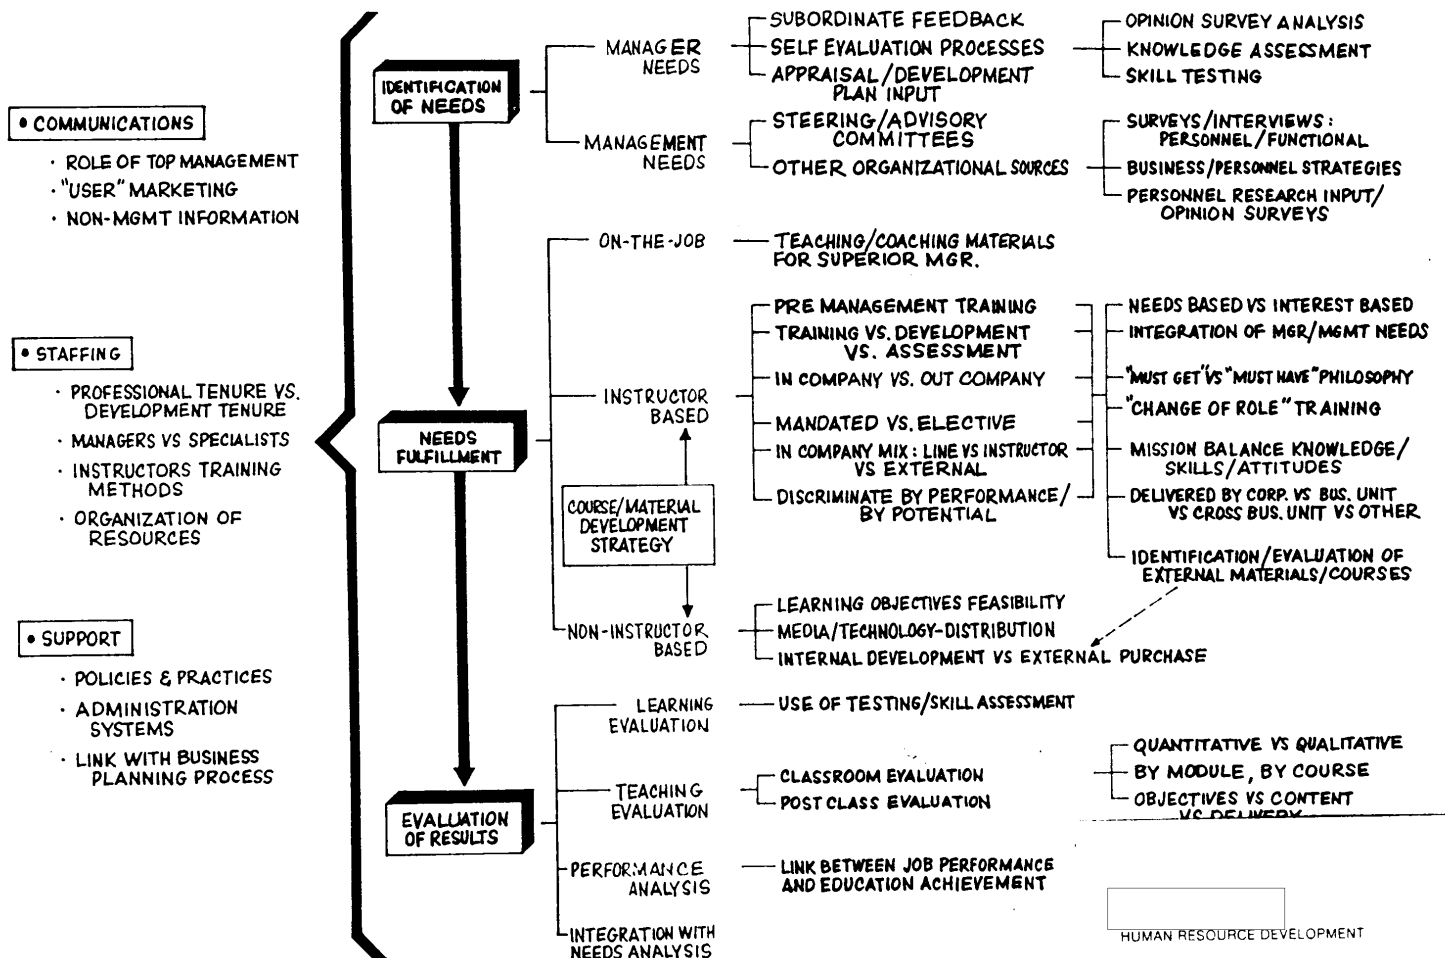 • COMMUNICATIONS
· ROLE OF TOP MANAGEMENT
· "USER" MARKETING
· NON-MGMT INFORMATION
• STAFFING
· PROFESSIONAL TENURE VS.
DEVELOPMENT TENURE
· MANAGERS VS SPECIALISTS
· INSTRUCTORS TRAINING
METHODS
· ORGANIZATION OF
RESOURCES
• SUPPORT
· POLICIES & PRACTICES
· ADMINISTRATION
SYSTEMS
· LINK WITH BUSINESS
PLANNING PROCESS
IDENTIFICATION
OF NEEDS
MANAGER
NEEDS
SUBORDINATE FEEDBACK
SELF EVALUATION PROCESSES
APPRAISAL/DEVELOPMENT
PLAN INPUT
OPINION SURVEY ANALYSIS
KNOWLEDGE ASSESSMENT
SKILL TESTING
MANAGEMENT
NEEDS
STEERING/ADVISORY
COMMITTEES
OTHER ORGANIZATIONAL SOURCES
SURVEYS/INTERVIEWS:
PERSONNEL/FUNCTIONAL
BUSINESS/PERSONNEL STRATEGIES
PERSONNEL RESEARCH INPUT/
OPINION SURVEYS
NEEDS
FULFILLMENT
ON-THE-JOB
TEACHING/COACHING MATERIALS
FOR SUPERIOR MGR.
INSTRUCTOR
BASED
PRE MANAGEMENT TRAINING
TRAINING VS. DEVELOPMENT
VS. ASSESSMENT
IN COMPANY VS. OUT COMPANY
MANDATED VS. ELECTIVE
IN COMPANY MIX: LINE VS INSTRUCTOR
VS EXTERNAL
DISCRIMINATE BY PERFORMANCE/
BY POTENTIAL
NEEDS BASED VS INTEREST BASED
INTEGRATION OF MGR/MGMT NEEDS
"MUST GET" VS "MUST HAVE" PHILOSOPHY
"CHANGE OF ROLE" TRAINING
MISSION BALANCE KNOWLEDGE/
SKILLS/ATTITUDES
DELIVERED BY CORP. VS BUS. UNIT
VS CROSS BUS. UNIT VS OTHER
IDENTIFICATION/EVALUATION OF
EXTERNAL MATERIALS/COURSES
COURSE/MATERIAL
DEVELOPMENT
STRATEGY
NON-INSTRUCTOR
BASED
LEARNING OBJECTIVES FEASIBILITY
MEDIA/TECHNOLOGY-DISTRIBUTION
INTERNAL DEVELOPMENT VS EXTERNAL PURCHASE
EVALUATION
OF RESULTS
LEARNING
EVALUATION
USE OF TESTING/SKILL ASSESSMENT
TEACHING
EVALUATION
CLASSROOM EVALUATION
POST CLASS EVALUATION
QUANTITATIVE VS QUALITATIVE
BY MODULE, BY COURSE
OBJECTIVES VS CONTENT
VS DELIVERY
PERFORMANCE
ANALYSIS
LINK BETWEEN JOB PERFORMANCE
AND EDUCATION ACHIEVEMENT
INTEGRATION WITH
NEEDS ANALYSIS
HUMAN RESOURCE DEVELOPMENT